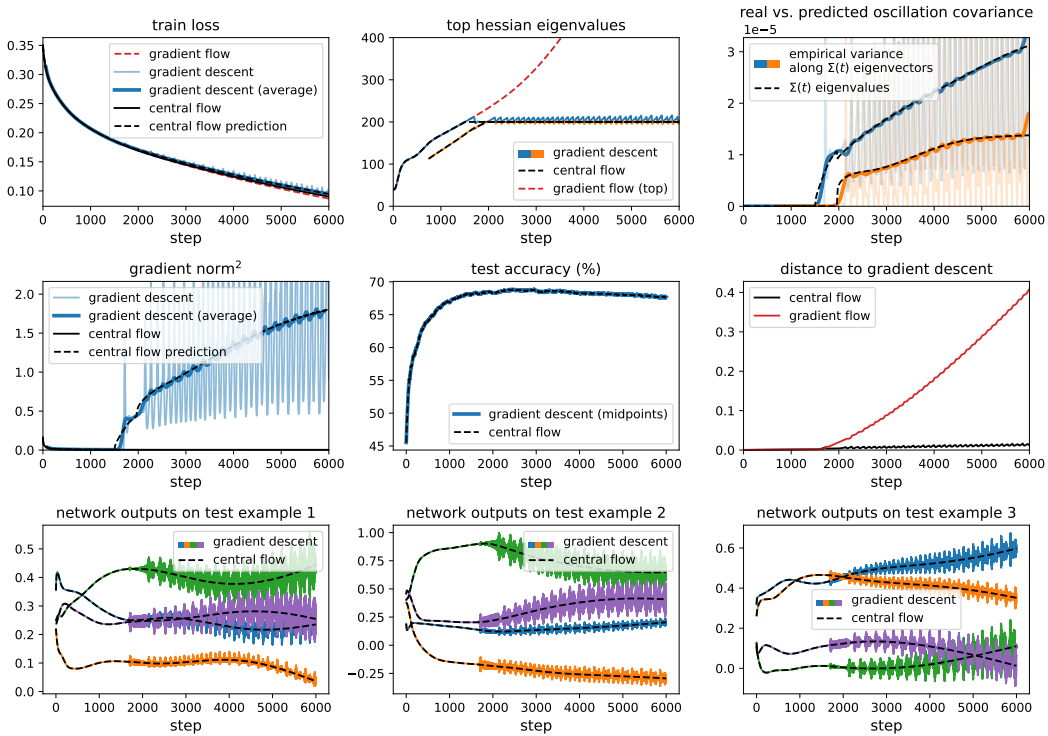 train loss
0.35
0.30
0.25
0.20
0.15
0.10
gradient flow
gradient descent
gradient descent (average)
central flow
central flow prediction
0 1000 2000 3000 4000 5000 6000
step
top hessian eigenvalues
400
300
200
100
0
gradient descent
central flow
gradient flow (top)
0 1000 2000 3000 4000 5000 6000
step
real vs. predicted oscillation covariance
1e−5
3
2
1
0
empirical variance
along Σ(t) eigenvectors
Σ(t) eigenvalues
0 1000 2000 3000 4000 5000 6000
step
gradient norm²
2.0
1.5
1.0
0.5
0.0
gradient descent
gradient descent (average)
central flow
central flow prediction
0 1000 2000 3000 4000 5000 6000
step
test accuracy (%)
70
65
60
55
50
45
gradient descent (midpoints)
central flow
0 1000 2000 3000 4000 5000 6000
step
distance to gradient descent
0.4
0.3
0.2
0.1
0.0
central flow
gradient flow
0 1000 2000 3000 4000 5000 6000
step
network outputs on test example 1
0.5
0.4
0.3
0.2
0.1
0.0
gradient descent
central flow
0 1000 2000 3000 4000 5000 6000
step
network outputs on test example 2
1.00
0.75
0.50
0.25
0.00
−0.25
gradient descent
central flow
0 1000 2000 3000 4000 5000 6000
step
network outputs on test example 3
0.6
0.4
0.2
0.0
gradient descent
central flow
0 1000 2000 3000 4000 5000 6000
step